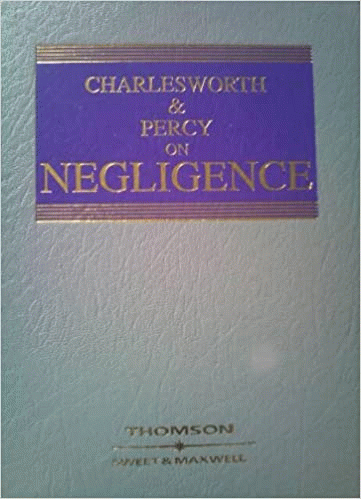 CHARLESWORTH
&
PERCY
ON
NEGLIGENCE
THOMSON
SWEET & MAXWELL